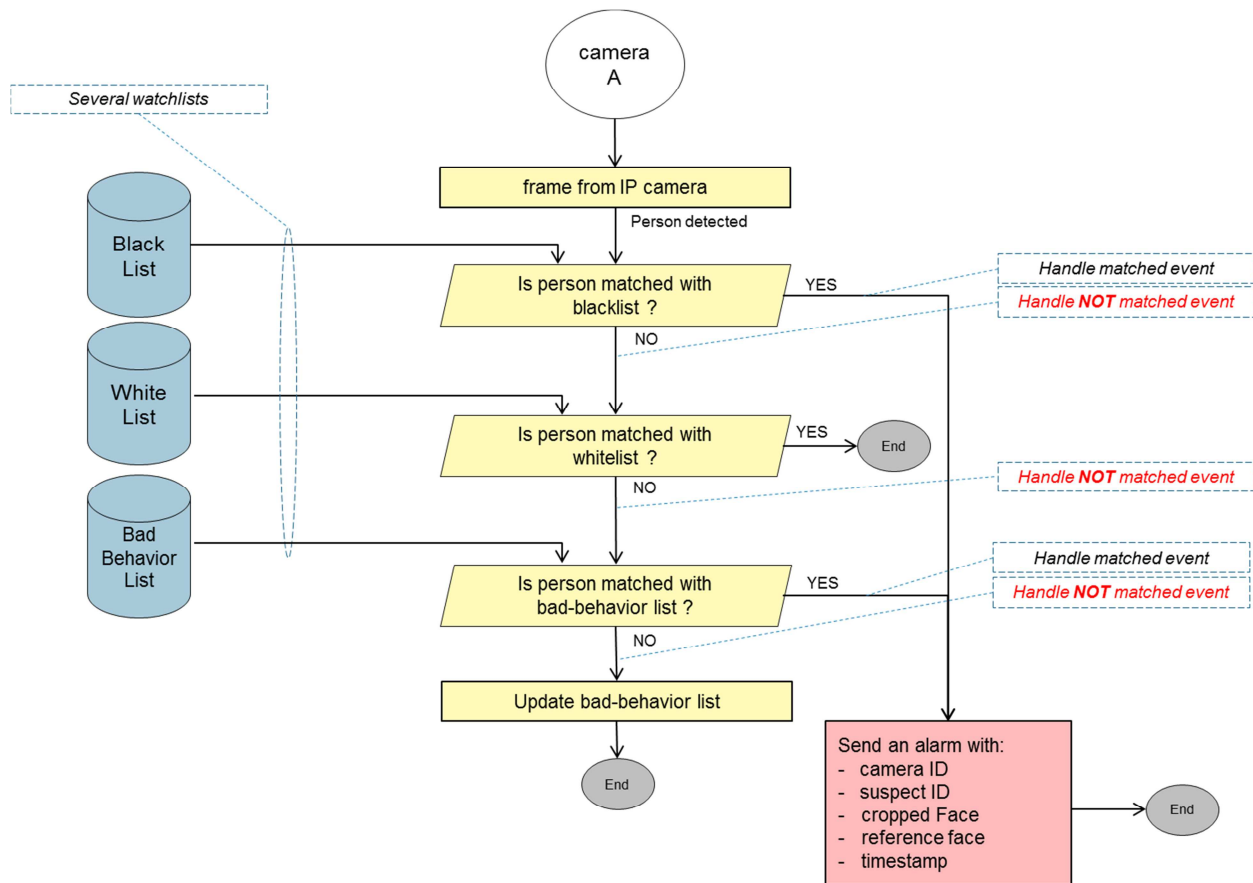 camera
A
Several watchlists
frame from IP camera
Person detected
Black
List
Is person matched with
blacklist ?
YES
Handle matched event
Handle NOT matched event
NO
White
List
Is person matched with
whitelist ?
YES
End
NO
Handle NOT matched event
Bad
Behavior
List
Is person matched with
bad-behavior list ?
YES
Handle matched event
Handle NOT matched event
NO
Update bad-behavior list
End
Send an alarm with:
- camera ID
- suspect ID
- cropped Face
- reference face
- timestamp
End